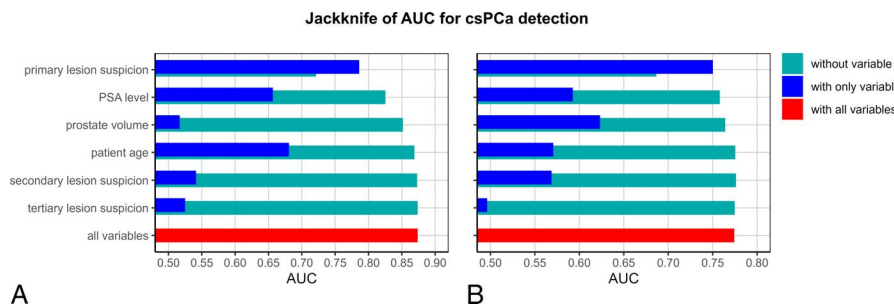 Jackknife of AUC for csPCa detection
primary lesion suspicion
PSA level
prostate volume
patient age
secondary lesion suspicion
tertiary lesion suspicion
all variables
0.50 0.55 0.60 0.65 0.70 0.75 0.80 0.85 0.90
AUC
A
0.50 0.55 0.60 0.65 0.70 0.75 0.80
AUC
B
without variable
with only variabl
with all variables